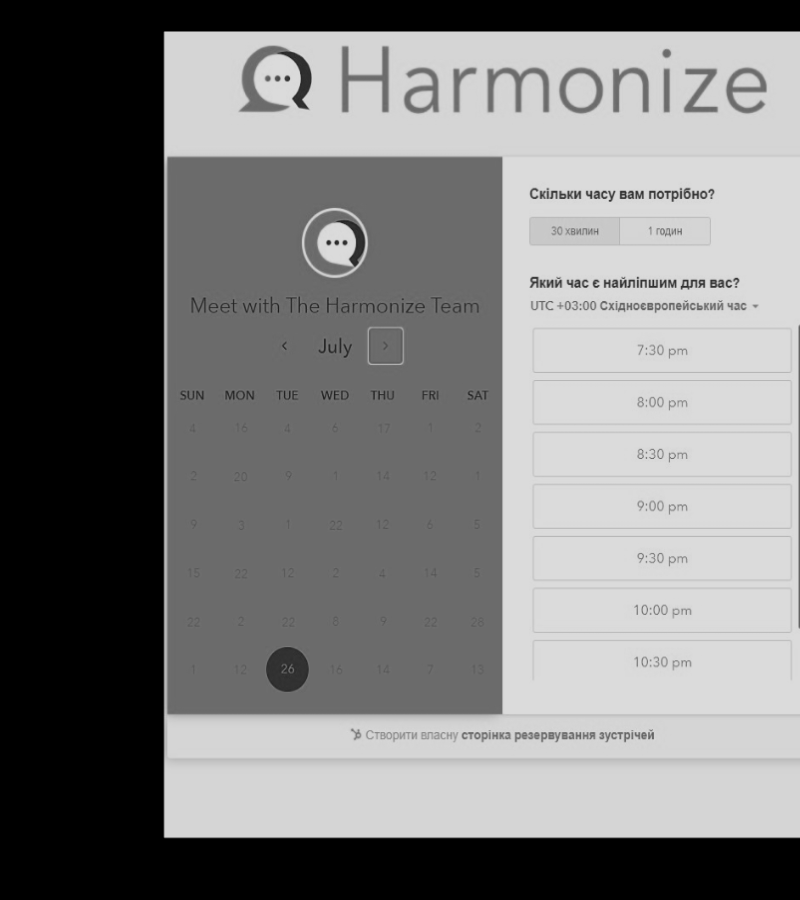 Harmonize
Meet with The Harmonize Team
July
SUN MON TUE WED THU FRI SAT
4 16 4 6 17 1 2
2 20 9 1 14 12 1
9 3 1 22 12 6 5
15 22 12 2 4 14 5
22 2 22 8 9 22 28
1 12 26 16 14 7 13
Скільки часу вам потрібно?
30 хвилин 1 годин
Який час є найліпшим для вас?
UTC +03:00 Східноєвропейський час
7:30 pm
8:00 pm
8:30 pm
9:00 pm
9:30 pm
10:00 pm
10:30 pm
Створити власну сторінка резервування зустрічей